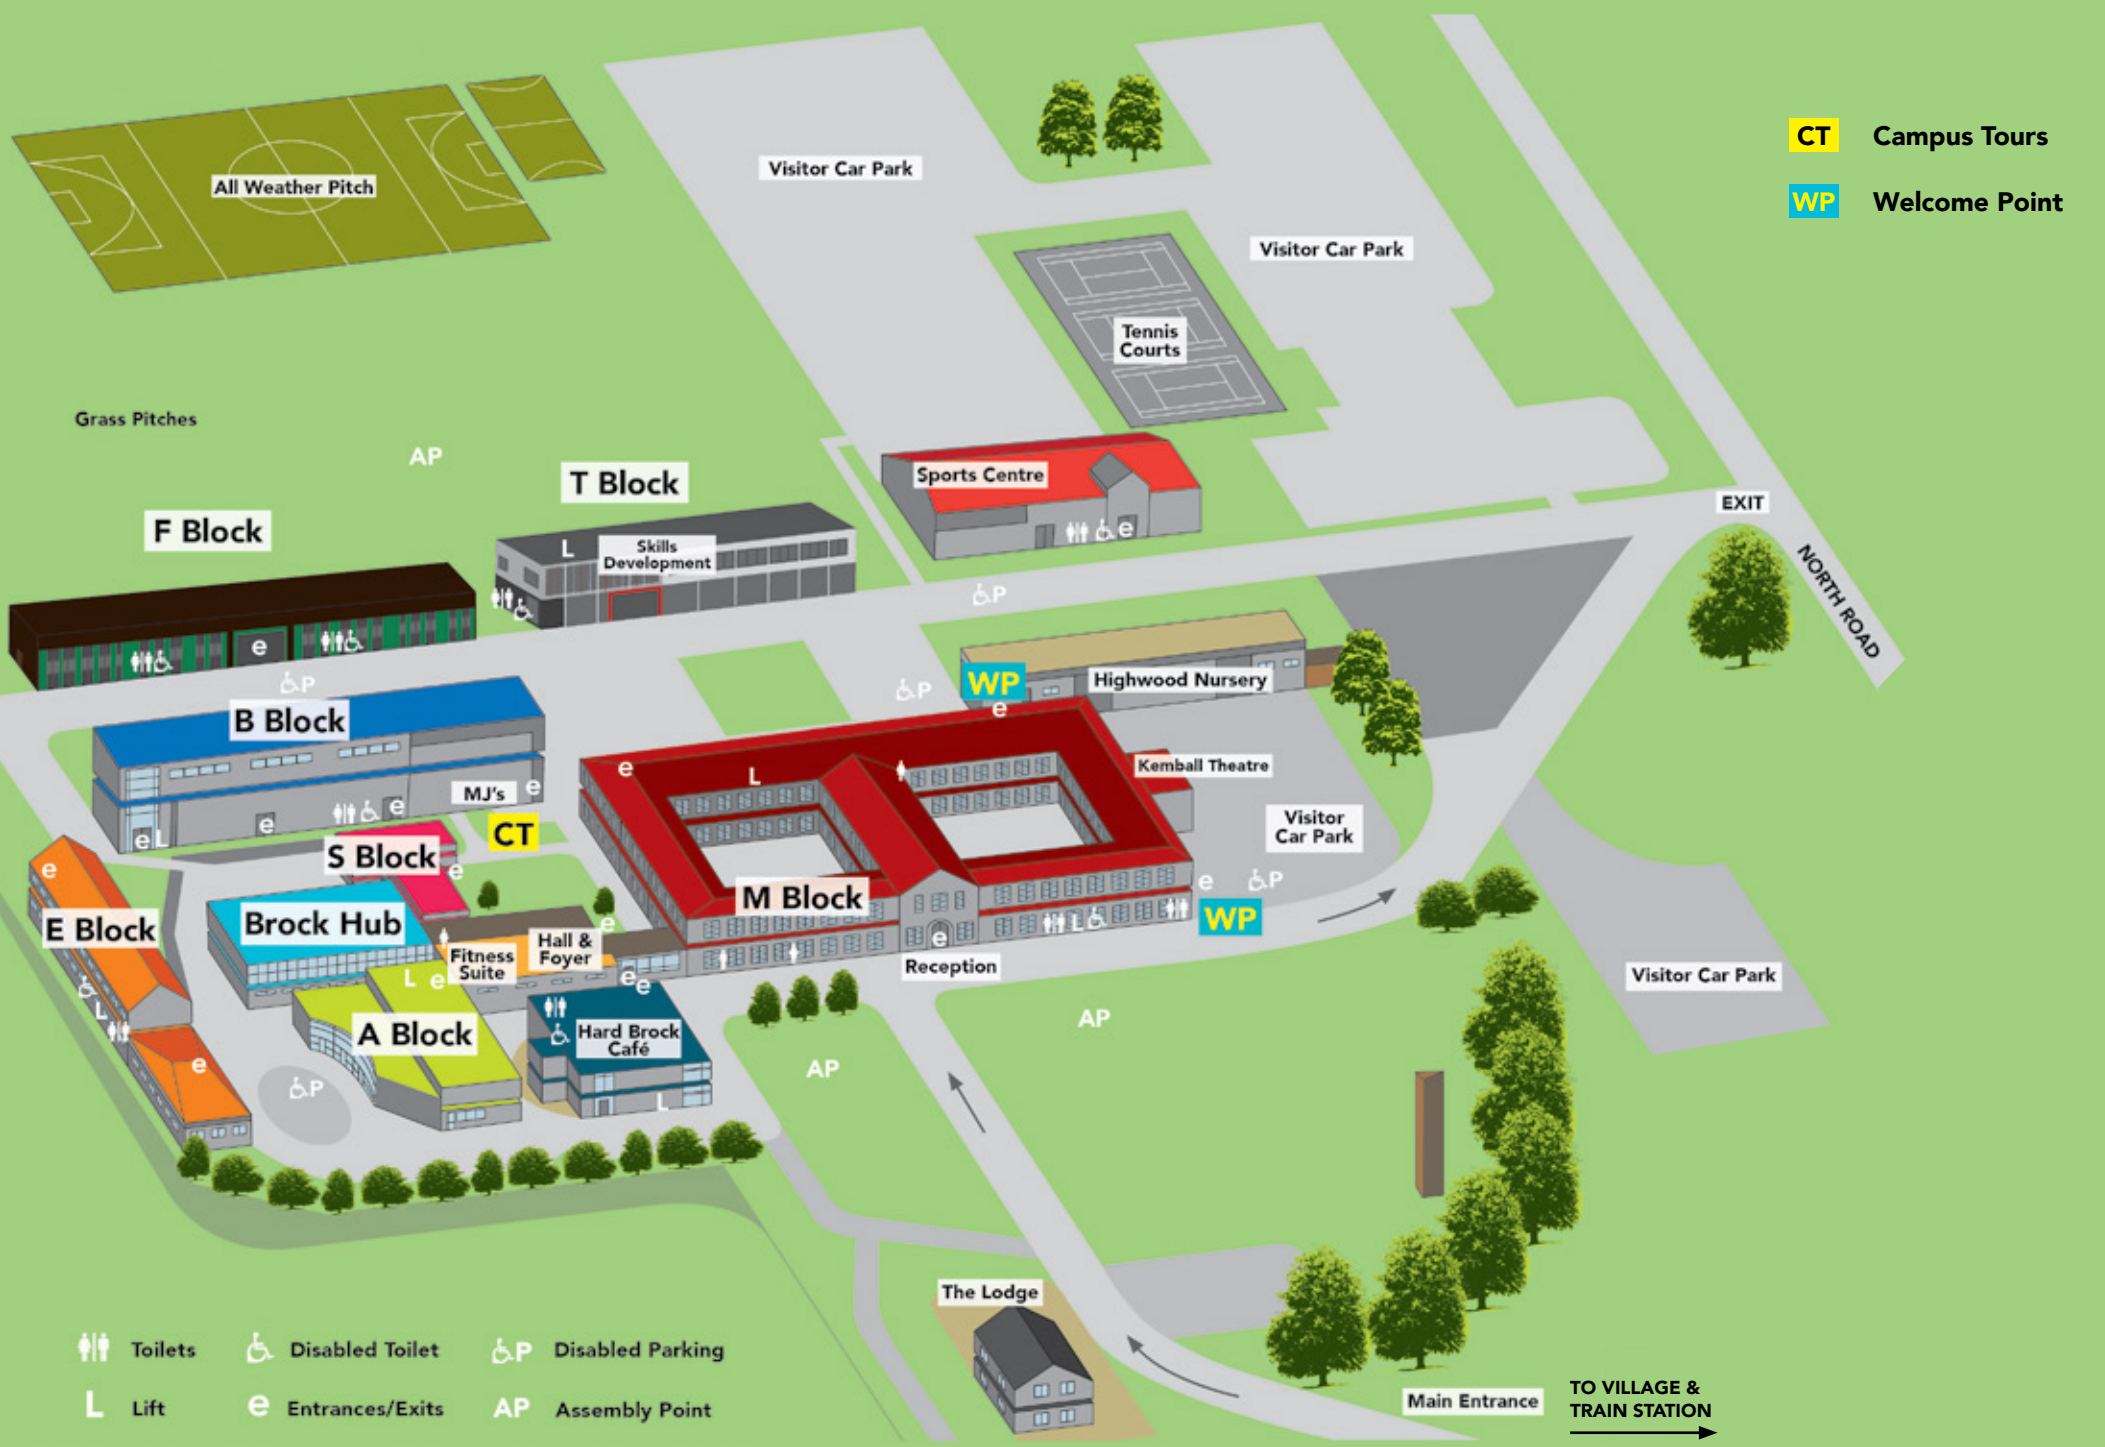 CT Campus Tours
WP Welcome Point
All Weather Pitch
Visitor Car Park
Visitor Car Park
Tennis
Courts
Grass Pitches
AP
T Block
Sports Centre
e
EXIT
NORTH ROAD
F Block
L
Skills
Development
e
P
P
B Block
P
WP
e
Highwood Nursery
e
L
Kemball Theatre
MJ's
e
e
e
e L
CT
Visitor
Car Park
S Block
e
e
M Block
e
P
L
WP
E Block
Brock Hub
e
Hall &
Foyer
Fitness
Suite
e
Reception
L e
e
e
Visitor Car Park
L
A Block
Hard Brock
Café
AP
e
P
AP
L
The Lodge
Toilets
Disabled Toilet
P Disabled Parking
L Lift
e Entrances/Exits
AP Assembly Point
Main Entrance
TO VILLAGE &
TRAIN STATION